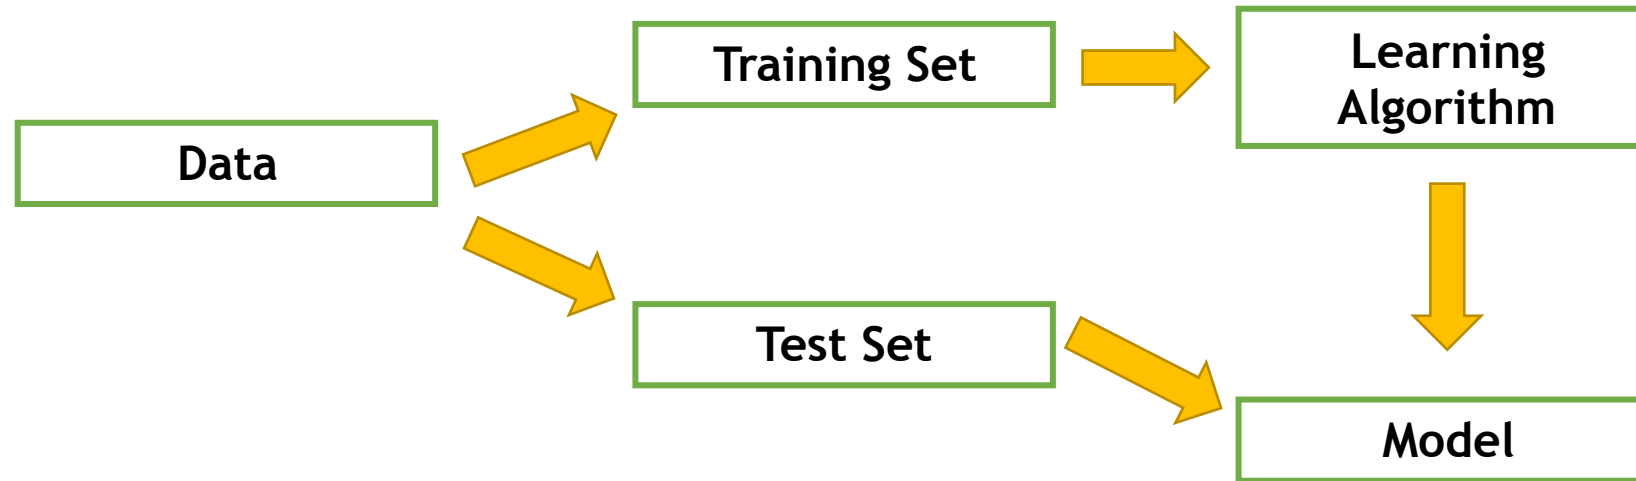 Data
Training Set
Learning
Algorithm
Test Set
Model